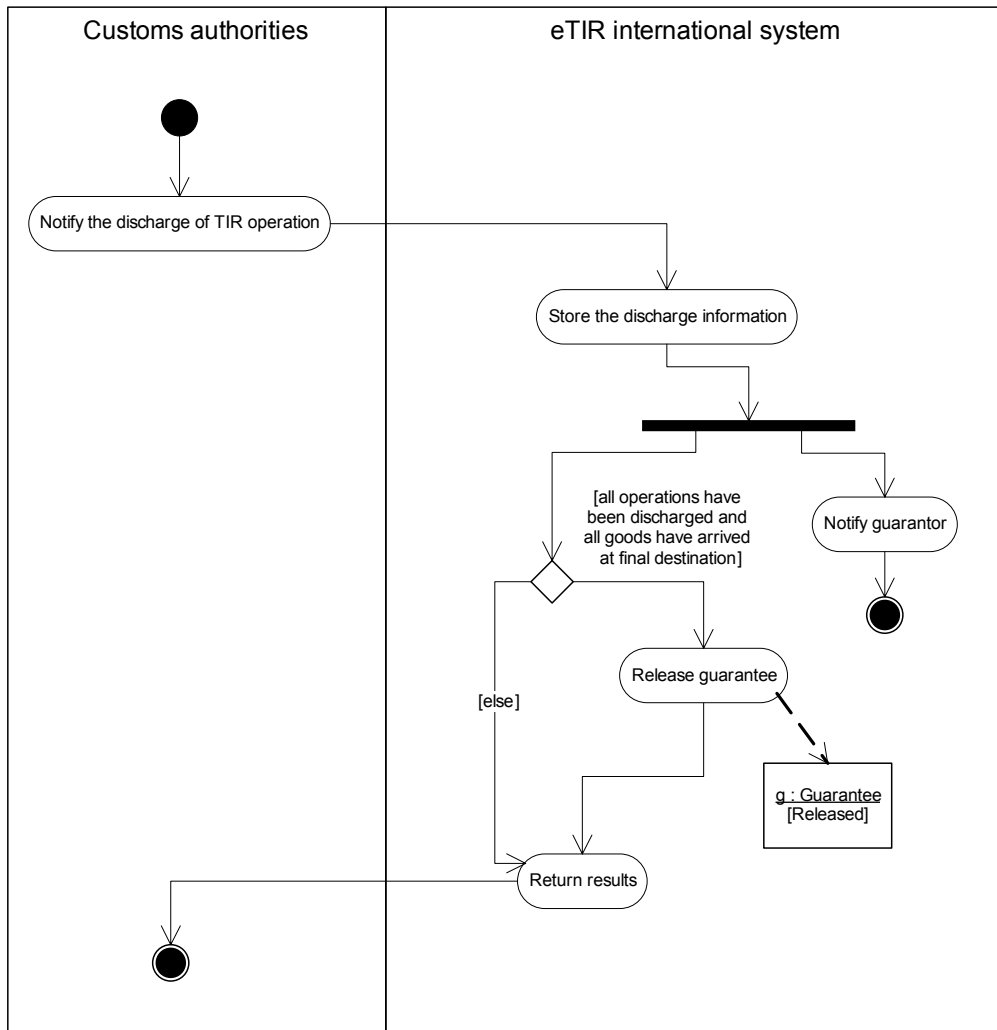 Customs authorities
eTIR international system
Notify the discharge of TIR operation
Store the discharge information
[all operations have
been discharged and
all goods have arrived
at final destination]
Notify guarantor
Release guarantee
[else]
g : Guarantee
[Released]
Return results